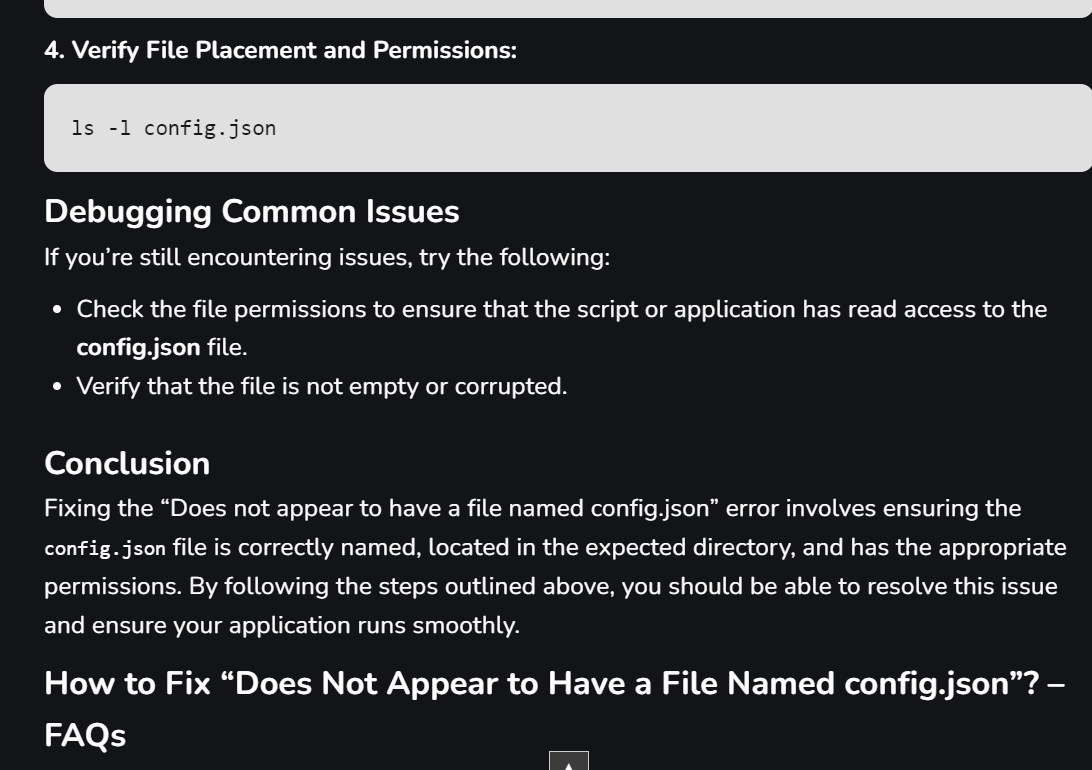 4. Verify File Placement and Permissions:
ls -l config.json
Debugging Common Issues
If you’re still encountering issues, try the following:
• Check the file permissions to ensure that the script or application has read access to the
config.json file.
• Verify that the file is not empty or corrupted.
Conclusion
Fixing the “Does not appear to have a file named config.json” error involves ensuring the
config.json file is correctly named, located in the expected directory, and has the appropriate
permissions. By following the steps outlined above, you should be able to resolve this issue
and ensure your application runs smoothly.
How to Fix “Does Not Appear to Have a File Named config.json”? –
FAQs